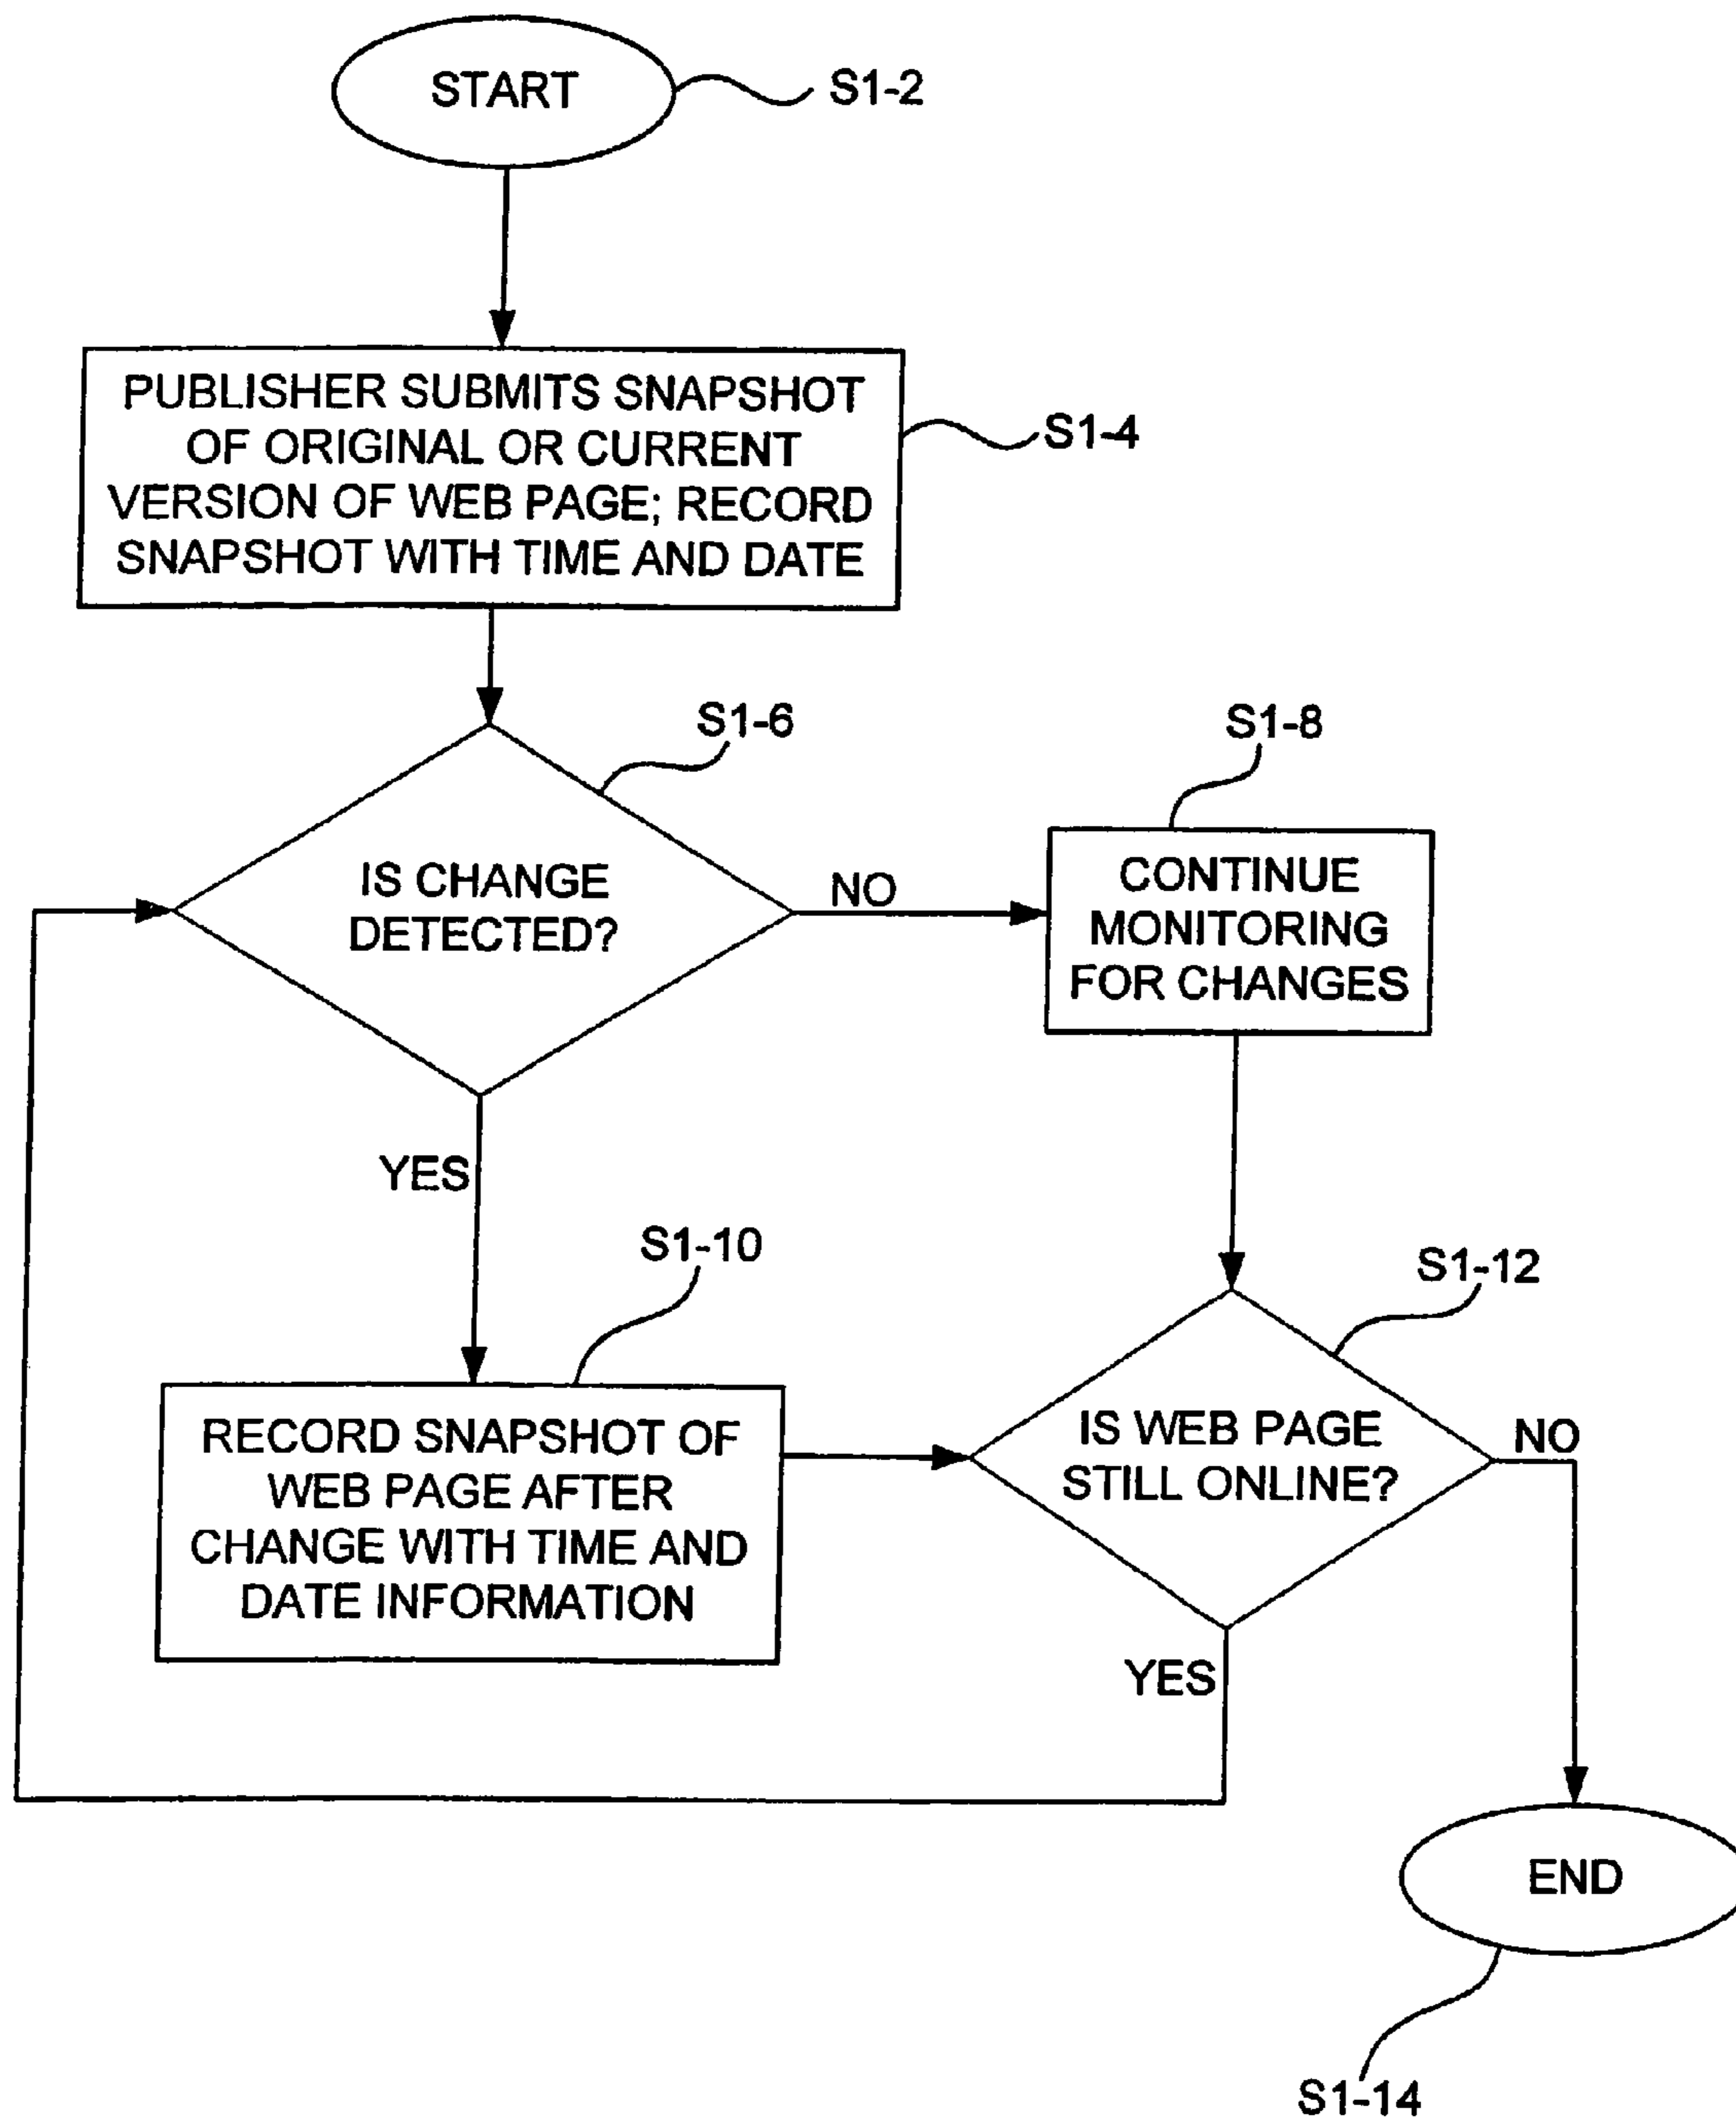 START
S1-2
PUBLISHER SUBMITS SNAPSHOT
OF ORIGINAL OR CURRENT
VERSION OF WEB PAGE; RECORD
SNAPSHOT WITH TIME AND DATE
S1-4
S1-6
S1-8
IS CHANGE
DETECTED?
NO
CONTINUE
MONITORING
FOR CHANGES
YES
S1-10
S1-12
RECORD SNAPSHOT OF
WEB PAGE AFTER
CHANGE WITH TIME AND
DATE INFORMATION
IS WEB PAGE
STILL ONLINE?
NO
YES
END
S1-14